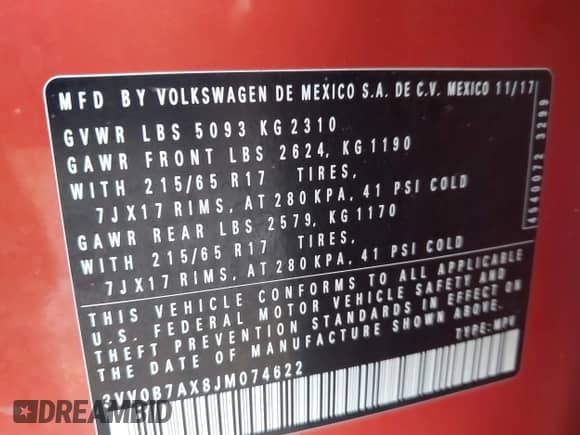 MFD BY VOLKSWAGEN DE MEXICO S.A. DE C.V. MEXICO 11/17
GVWR LBS 5093 KG 2310
GAWR FRONT LBS 2624, KG 1190
WITH 215/65 R17 TIRES,
7JX17 RIMS, AT 280 KPA, 41 PSI COLD
GAWR REAR LBS 2579, KG 1170
WITH 215/65 R17 TIRES,
7JX17 RIMS, AT 280 KPA, 41 PSI COLD
THIS VEHICLE CONFORMS TO ALL APPLICABLE
U.S. FEDERAL MOTOR VEHICLE SAFETY AND
THEFT PREVENTION STANDARDS IN EFFECT ON
THE DATE OF MANUFACTURE SHOWN ABOVE.
3VV0B7AX8JM074622 TYPE: MPV
4940072 3299
DREAMBID